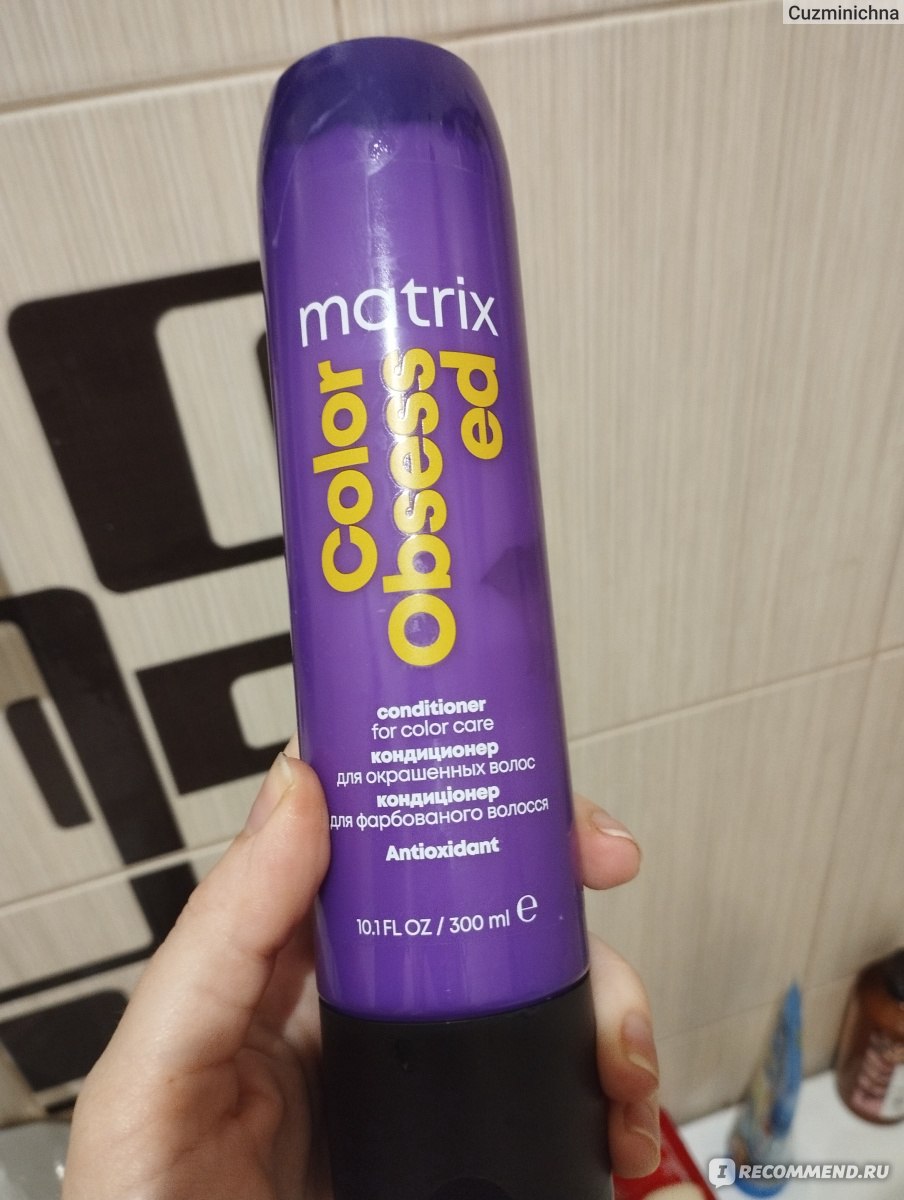 Cuzminichna
matrix
Color
Obsess
ed
conditioner
for color care
кондиционер
для окрашенных волос
кондиціонер
для фарбованого волосся
Antioxidant
10.1 FL OZ / 300 ml e
I RECOMMEND.RU